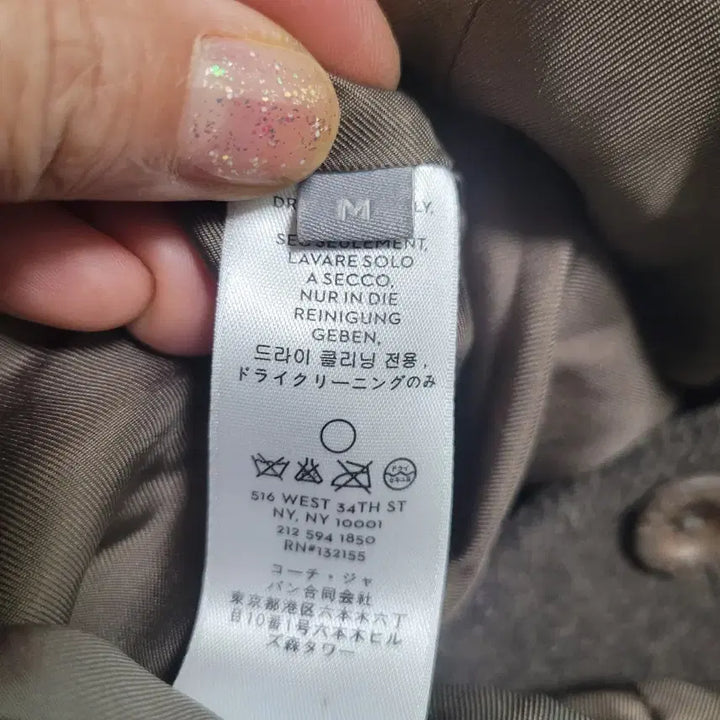 M
LY,
SEC SEULEMENT,
LAVARE SOLO
A SECCO,
NUR IN DIE
REINIGUNG
GEBEN,
드라이 클리닝 전용,
ドライクリーニングのみ
516 WEST 34TH ST
NY, NY 10001
212 594 1850
RN#132155
コーチ・ジャ
パン合同会社
東京都港区六本木六丁
目10番1号六本木ヒル
ズ森タワー